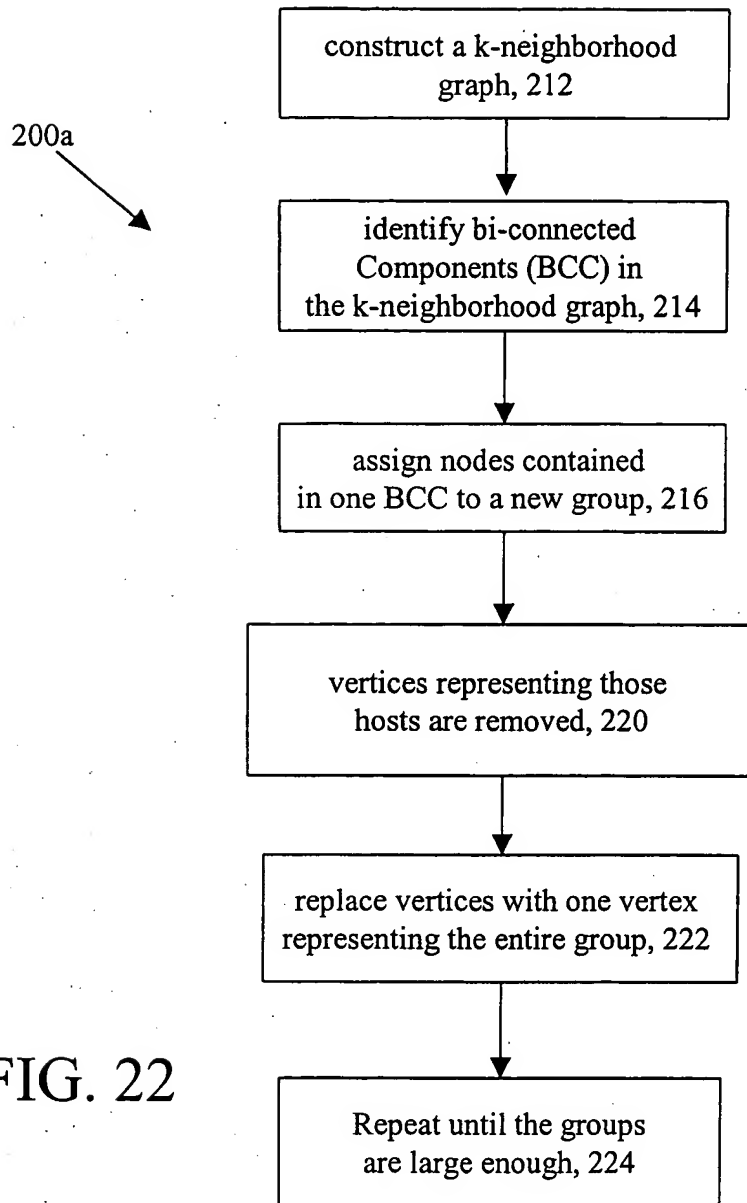 construct a k-neighborhood
graph, 212
200a
identify bi-connected
Components (BCC) in
the k-neighborhood graph, 214
assign nodes contained
in one BCC to a new group, 216
vertices representing those
hosts are removed, 220
replace vertices with one vertex
representing the entire group, 222
FIG. 22
Repeat until the groups
are large enough, 224